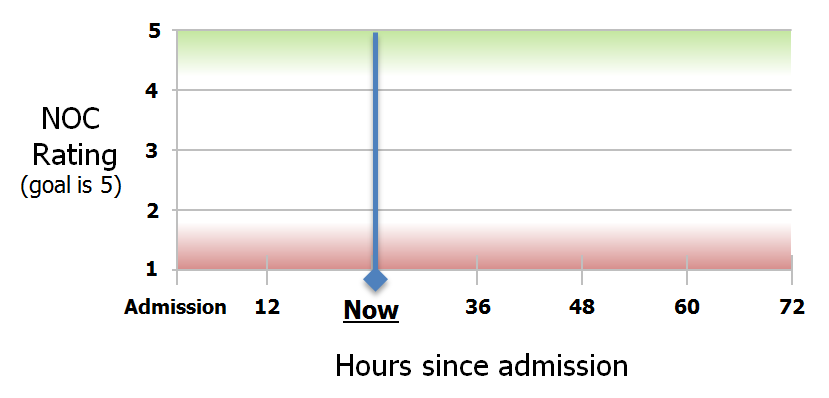 5
4
NOC
Rating
(goal is 5)
3
2
1
Admission 12 Now 36 48 60 72
Hours since admission